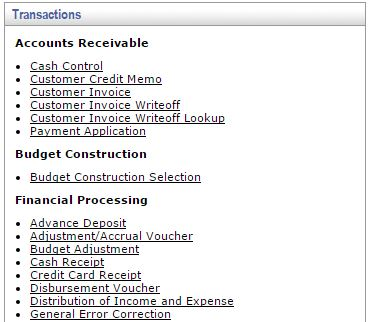 Transactions
Accounts Receivable
Cash Control
Customer Credit Memo
Customer Invoice
Customer Invoice Writeoff
Customer Invoice Writeoff Lookup
Payment Application
Budget Construction
Budget Construction Selection
Financial Processing
Advance Deposit
Adjustment/Accrual Voucher
Budget Adjustment
Cash Receipt
Credit Card Receipt
Disbursement Voucher
Distribution of Income and Expense
General Error Correction